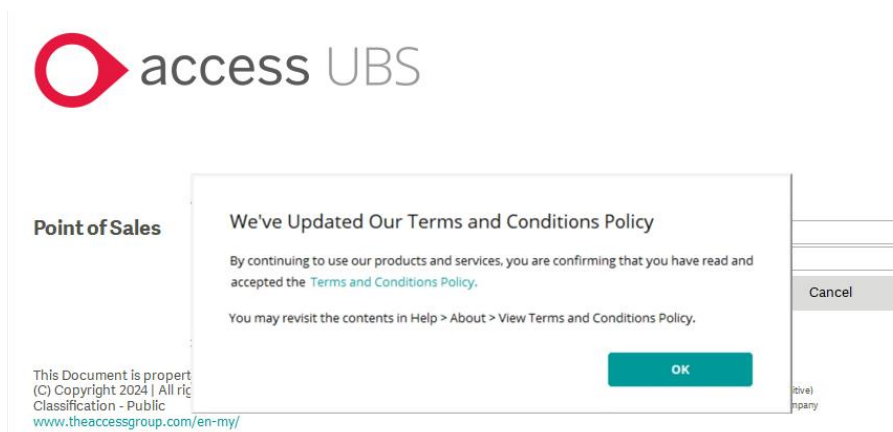 access UBS
Point of Sales
We've Updated Our Terms and Conditions Policy
By continuing to use our products and services, you are confirming that you have read and
accepted the Terms and Conditions Policy.
You may revisit the contents in Help > About > View Terms and Conditions Policy.
OK
Cancel
This Document is propert
(C) Copyright 2024 | All rig
itive)
Classification - Public
mpany
www.theaccessgroup.com/en-my/